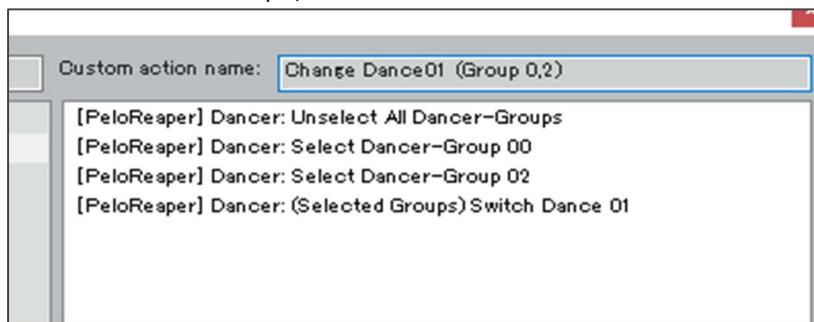 Custom action name: Change Dance01 (Group 0,2)
[PeloReaper] Dancer: Unselect All Dancer-Groups
[PeloReaper] Dancer: Select Dancer-Group 00
[PeloReaper] Dancer: Select Dancer-Group 02
[PeloReaper] Dancer: (Selected Groups) Switch Dance 01